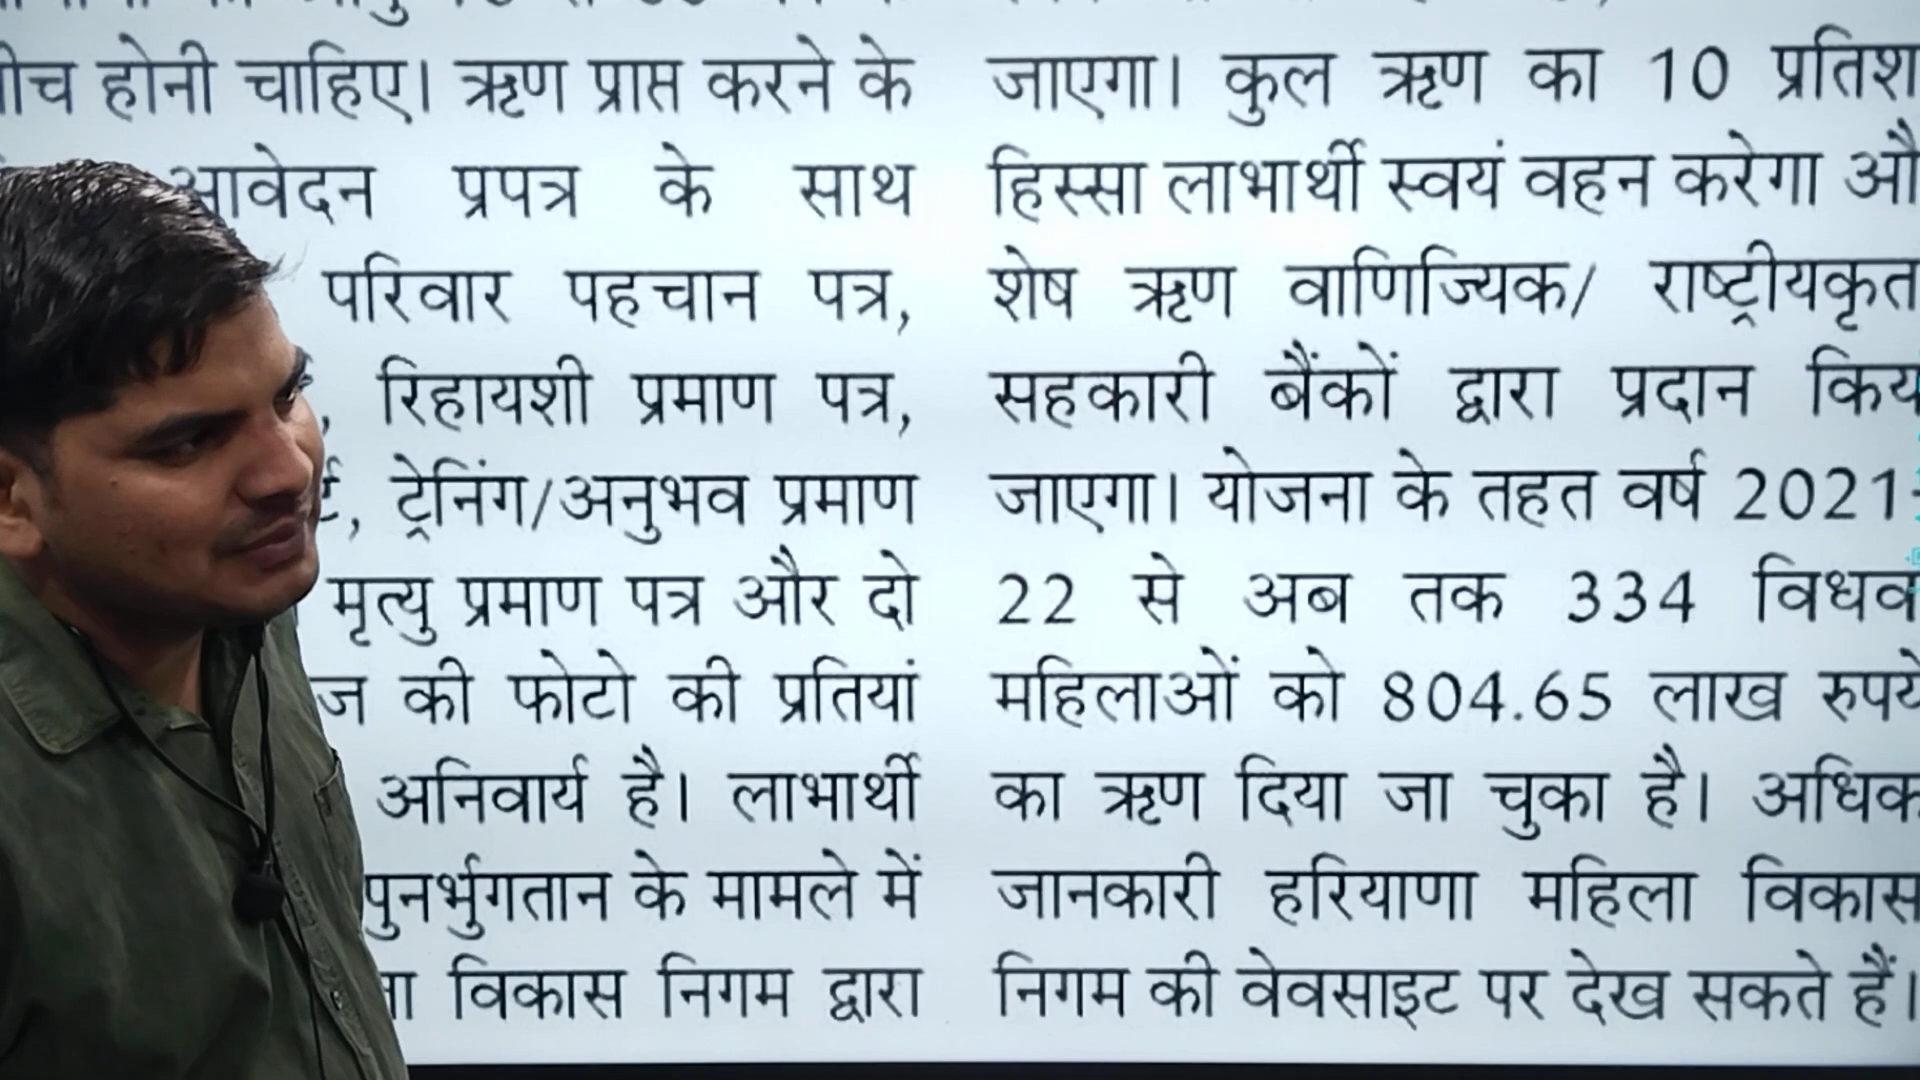 होनी चाहिए। ऋण प्राप्त करने के
आवेदन प्रपत्र के साथ
परिवार पहचान पत्र,
, रिहायशी प्रमाण पत्र,
, ट्रेनिंग/अनुभव प्रमाण
मृत्यु प्रमाण पत्र और दो
की फोटो की प्रतियां
अनिवार्य है। लाभार्थी
पुनर्भुगतान के मामले में
विकास निगम द्वारा
जाएगा। कुल ऋण का 10 प्रतिश
हिस्सा लाभार्थी स्वयं वहन करेगा औ
शेष ऋण वाणिज्यिक/ राष्ट्रीयकृत
सहकारी बैंकों द्वारा प्रदान किय
जाएगा। योजना के तहत वर्ष 2021-
22 से अब तक 334 विधव
महिलाओं को 804.65 लाख रुपये
का ऋण दिया जा चुका है। अधिक
जानकारी हरियाणा महिला विकास
निगम की वेवसाइट पर देख सकते हैं।